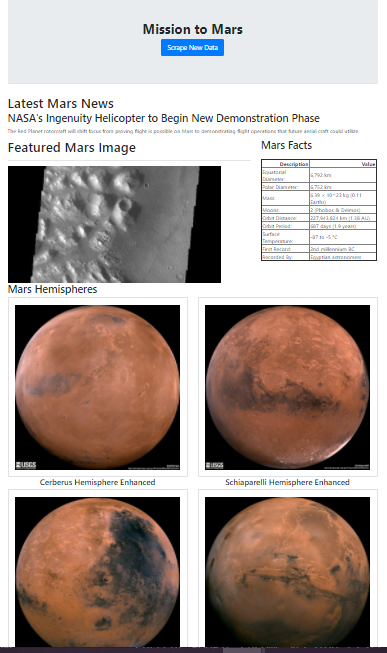 Mission to Mars
Scrape New Data
Latest Mars News
NASA's Ingenuity Helicopter to Begin New Demonstration Phase
The Red Planet rotorcraft will shift focus from proving flight is possible on Mars to demonstrating flight operations that future aerial craft could utilize.
Featured Mars Image
Mars Facts
Description Value
Equatorial Diameter: 6,792 km
Polar Diameter: 6,752 km
Mass: 6.39 × 10^23 kg (0.11 Earths)
Moons: 2 (Phobos & Deimos)
Orbit Distance: 227,943,824 km (1.38 AU)
Orbit Period: 687 days (1.9 years)
Surface Temperature: -87 to -5 °C
First Record: 2nd millennium BC
Recorded By: Egyptian astronomers
Mars Hemispheres
USGS
USGS
Cerberus Hemisphere Enhanced
Schiaparelli Hemisphere Enhanced